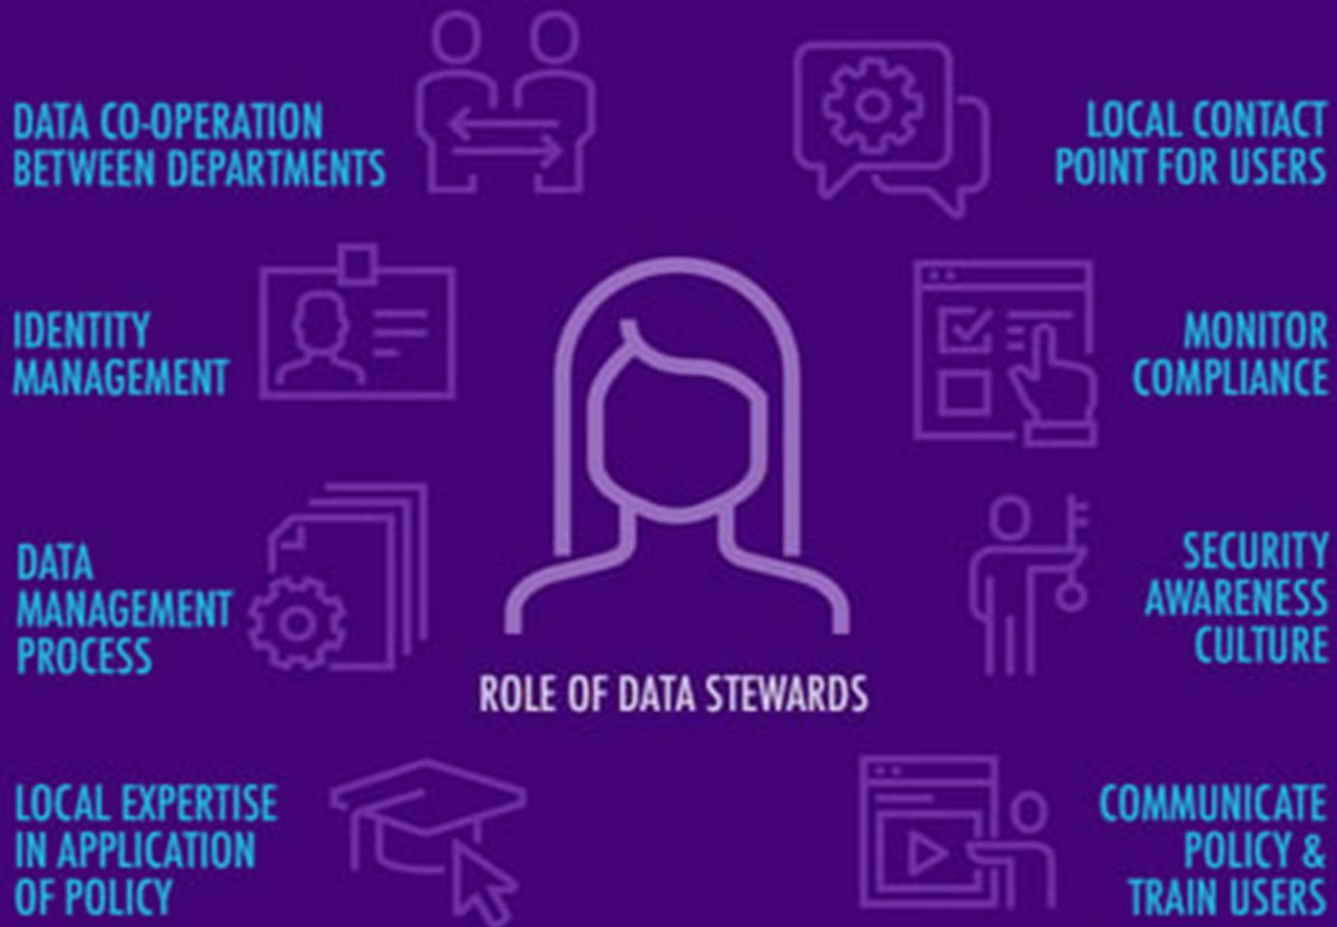 DATA CO-OPERATION
BETWEEN DEPARTMENTS
LOCAL CONTACT
POINT FOR USERS
IDENTITY
MANAGEMENT
MONITOR
COMPLIANCE
DATA
MANAGEMENT
PROCESS
SECURITY
AWARENESS
CULTURE
ROLE OF DATA STEWARDS
LOCAL EXPERTISE
IN APPLICATION
OF POLICY
COMMUNICATE
POLICY &
TRAIN USERS